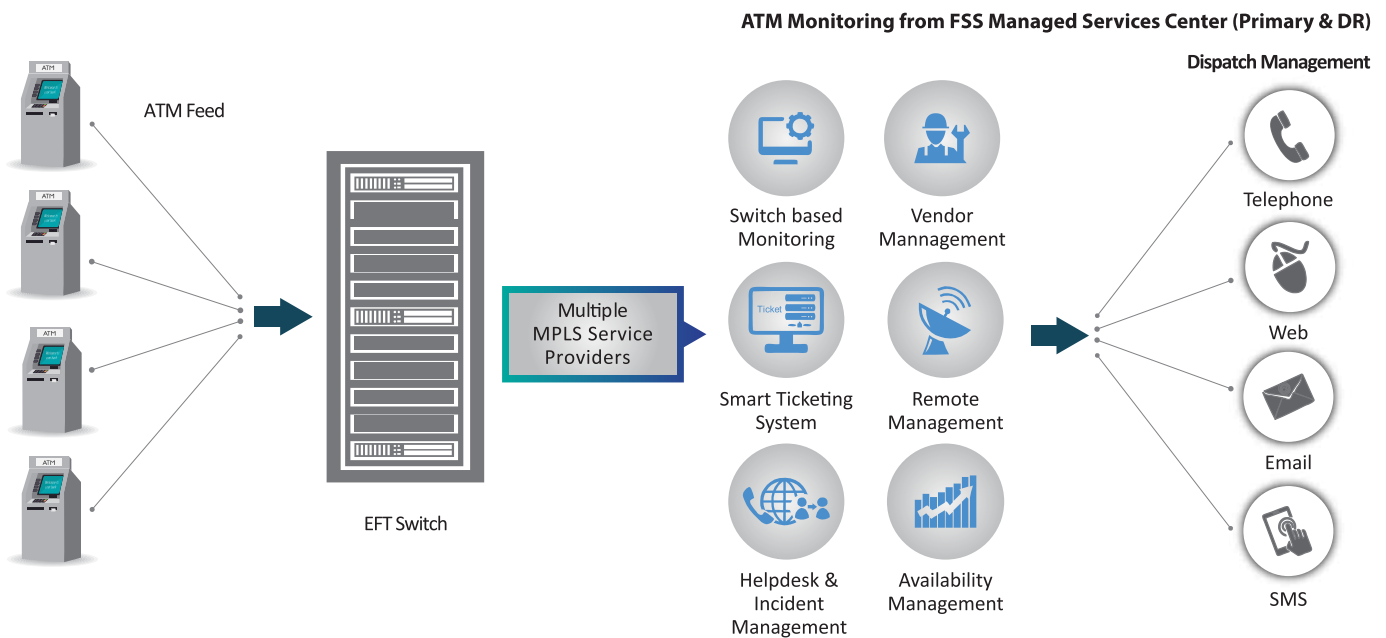 ATM Monitoring from FSS Managed Services Center (Primary & DR)
Dispatch Management
ATM
ATM Feed
ATM
ATM
ATM
EFT Switch
Multiple
MPLS Service
Providers
Switch based
Monitoring
Vendor
Mannagement
Ticket
Smart Ticketing
System
Remote
Management
Helpdesk &
Incident
Management
Availability
Management
Telephone
Web
Email
SMS